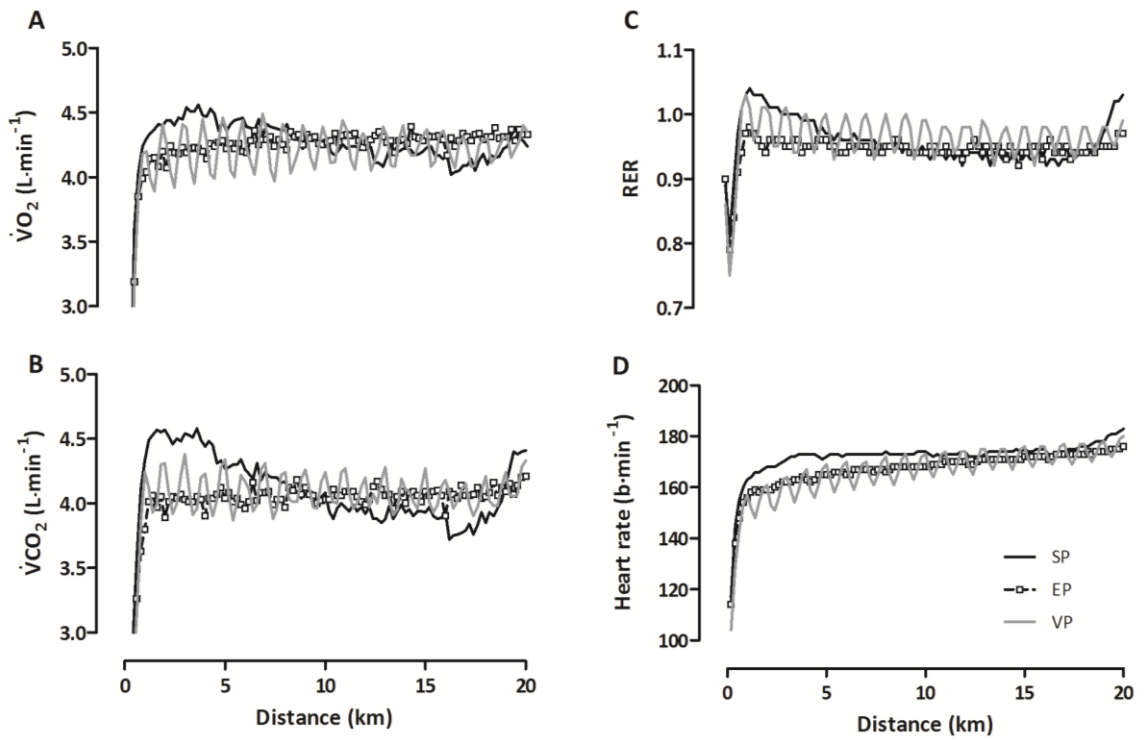 A
5.0
4.5
4.0
3.5
3.0
V̇O₂ (L·min⁻¹)
B
5.0
4.5
4.0
3.5
3.0
V̇CO₂ (L·min⁻¹)
0 5 10 15 20
Distance (km)
C
1.1
1.0
0.9
0.8
0.7
RER
D
200
180
160
140
120
100
Heart rate (b·min⁻¹)
SP
EP
VP
0 5 10 15 20
Distance (km)